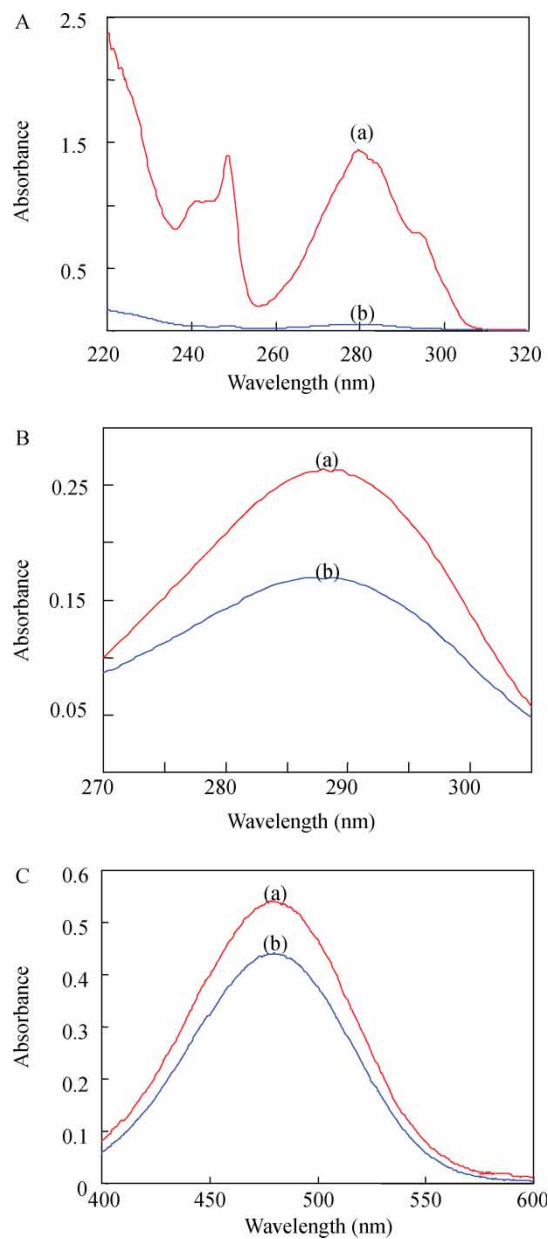 A
2.5
(a)
1.5
Absorbance
0.5
(b)
220 240 260 280 300 320
Wavelength (nm)
B
(a)
0.25
(b)
0.15
Absorbance
0.05
270 280 290 300
Wavelength (nm)
C
0.6
(a)
0.5
(b)
0.4
0.3
Absorbance
0.2
0.1
0
400 450 500 550 600
Wavelength (nm)